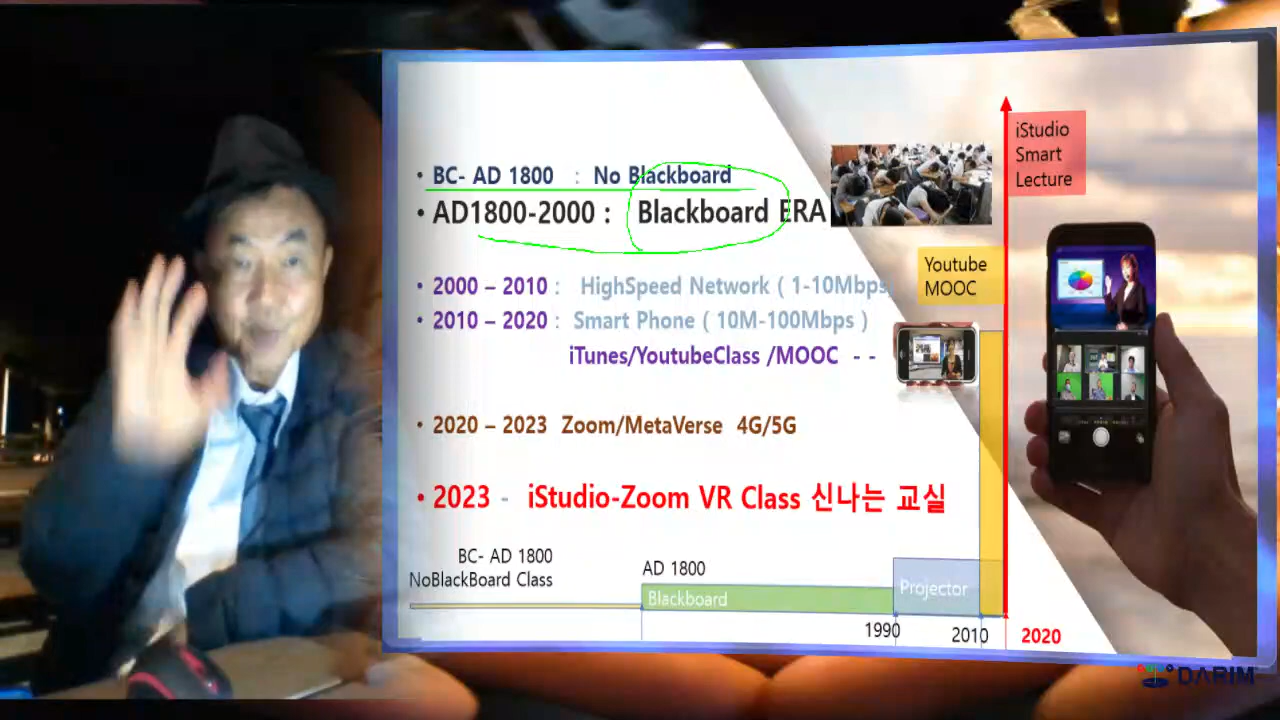 • BC- AD 1800 : No Blackboard
• AD1800-2000 : Blackboard ERA
• 2000 – 2010 : HighSpeed Network ( 1-10Mbps
• 2010 – 2020 : Smart Phone ( 10M-100Mbps )
iTunes/YoutubeClass /MOOC - -
• 2020 – 2023 Zoom/MetaVerse 4G/5G
• 2023 - iStudio-Zoom VR Class 신나는 교실
iStudio
Smart
Lecture
Youtube
MOOC
BC- AD 1800
NoBlackBoard Class
AD 1800
Blackboard
Projector
1990
2010
2020
DARIM